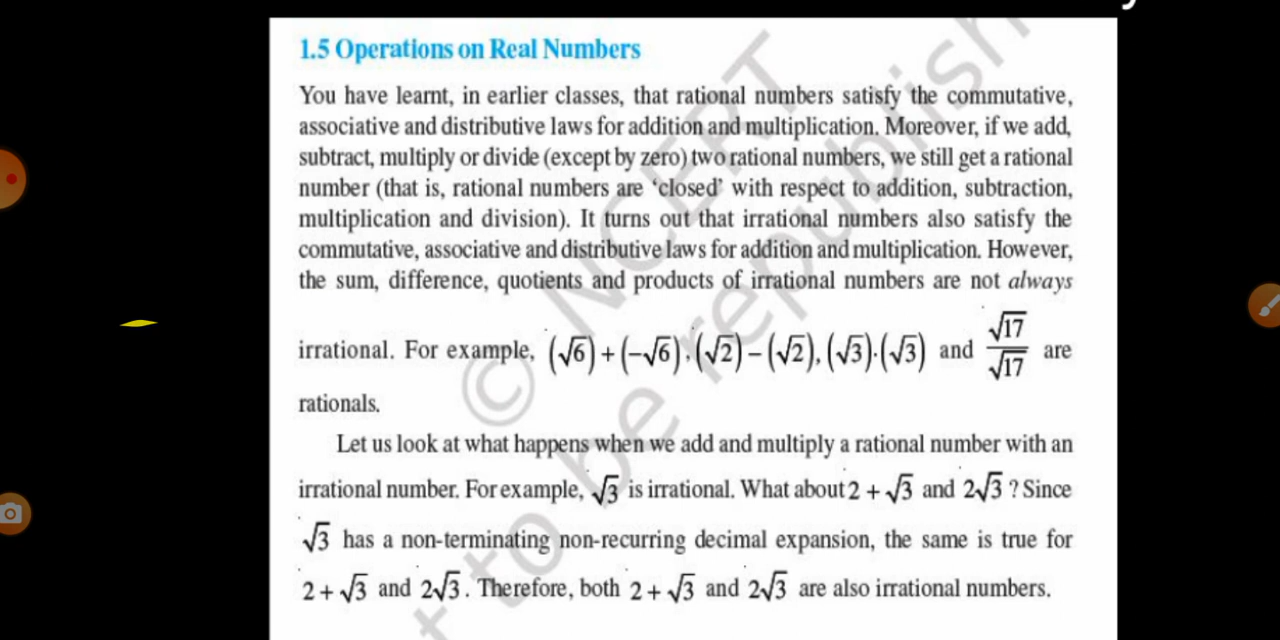 1.5 Operations on Real Numbers
You have learnt, in earlier classes, that rational numbers satisfy the commutative,
associative and distributive laws for addition and multiplication. Moreover, if we add,
subtract, multiply or divide (except by zero) two rational numbers, we still get a rational
number (that is, rational numbers are ‘closed’ with respect to addition, subtraction,
multiplication and division). It turns out that irrational numbers also satisfy the
commutative, associative and distributive laws for addition and multiplication. However,
the sum, difference, quotients and products of irrational numbers are not always
irrational. For example, (√6) + (−√6), (√2) − (√2), (√3)·(√3) and √17/√17 are
rationals.
Let us look at what happens when we add and multiply a rational number with an
irrational number. For example, √3 is irrational. What about 2 + √3 and 2√3 ? Since
√3 has a non-terminating non-recurring decimal expansion, the same is true for
2 + √3 and 2√3. Therefore, both 2 + √3 and 2√3 are also irrational numbers.
© NCERT
t to be republish